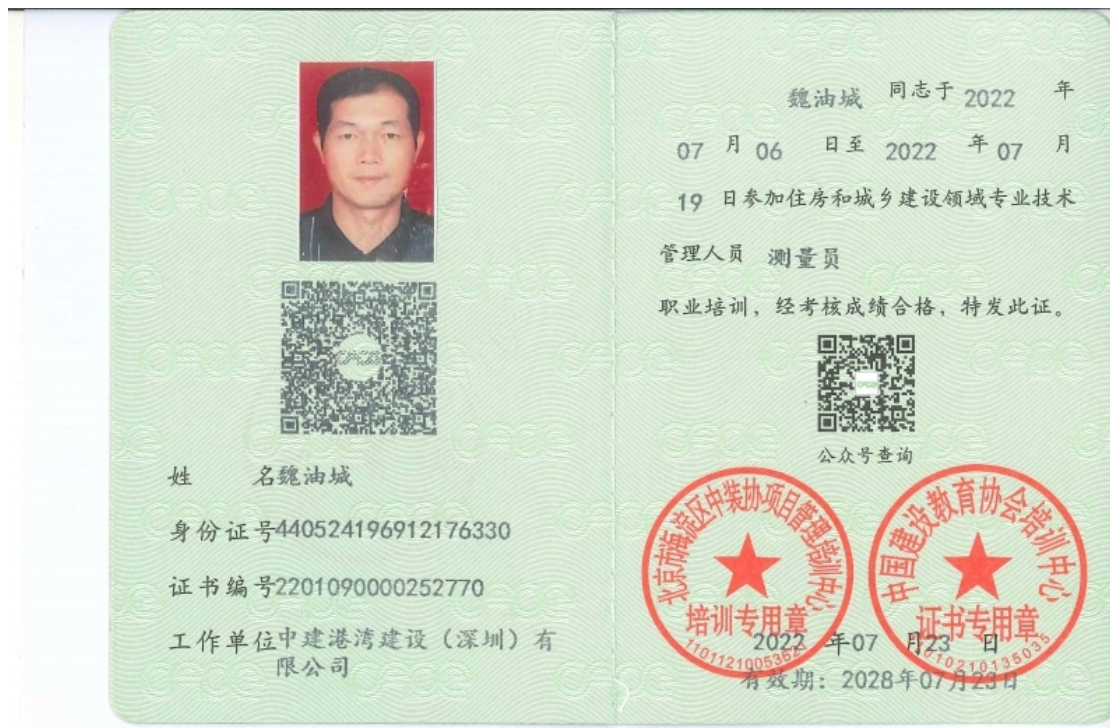 姓 名魏油城
身份证号440524196912176330
证书编号2201090000252770
工作单位中建港湾建设（深圳）有
限公司
魏油城 同志于 2022 年
07 月 06 日至 2022 年 07 月
19 日参加住房和城乡建设领域专业技术
管理人员 测量员
职业培训，经考核成绩合格，特发此证。
公众号查询
北京市海淀区中装协项目管理培训中心
培训专用章
中国建设教育协会培训中心
证书专用章
2022 年07 月23 日
有效期：2028年07月23日